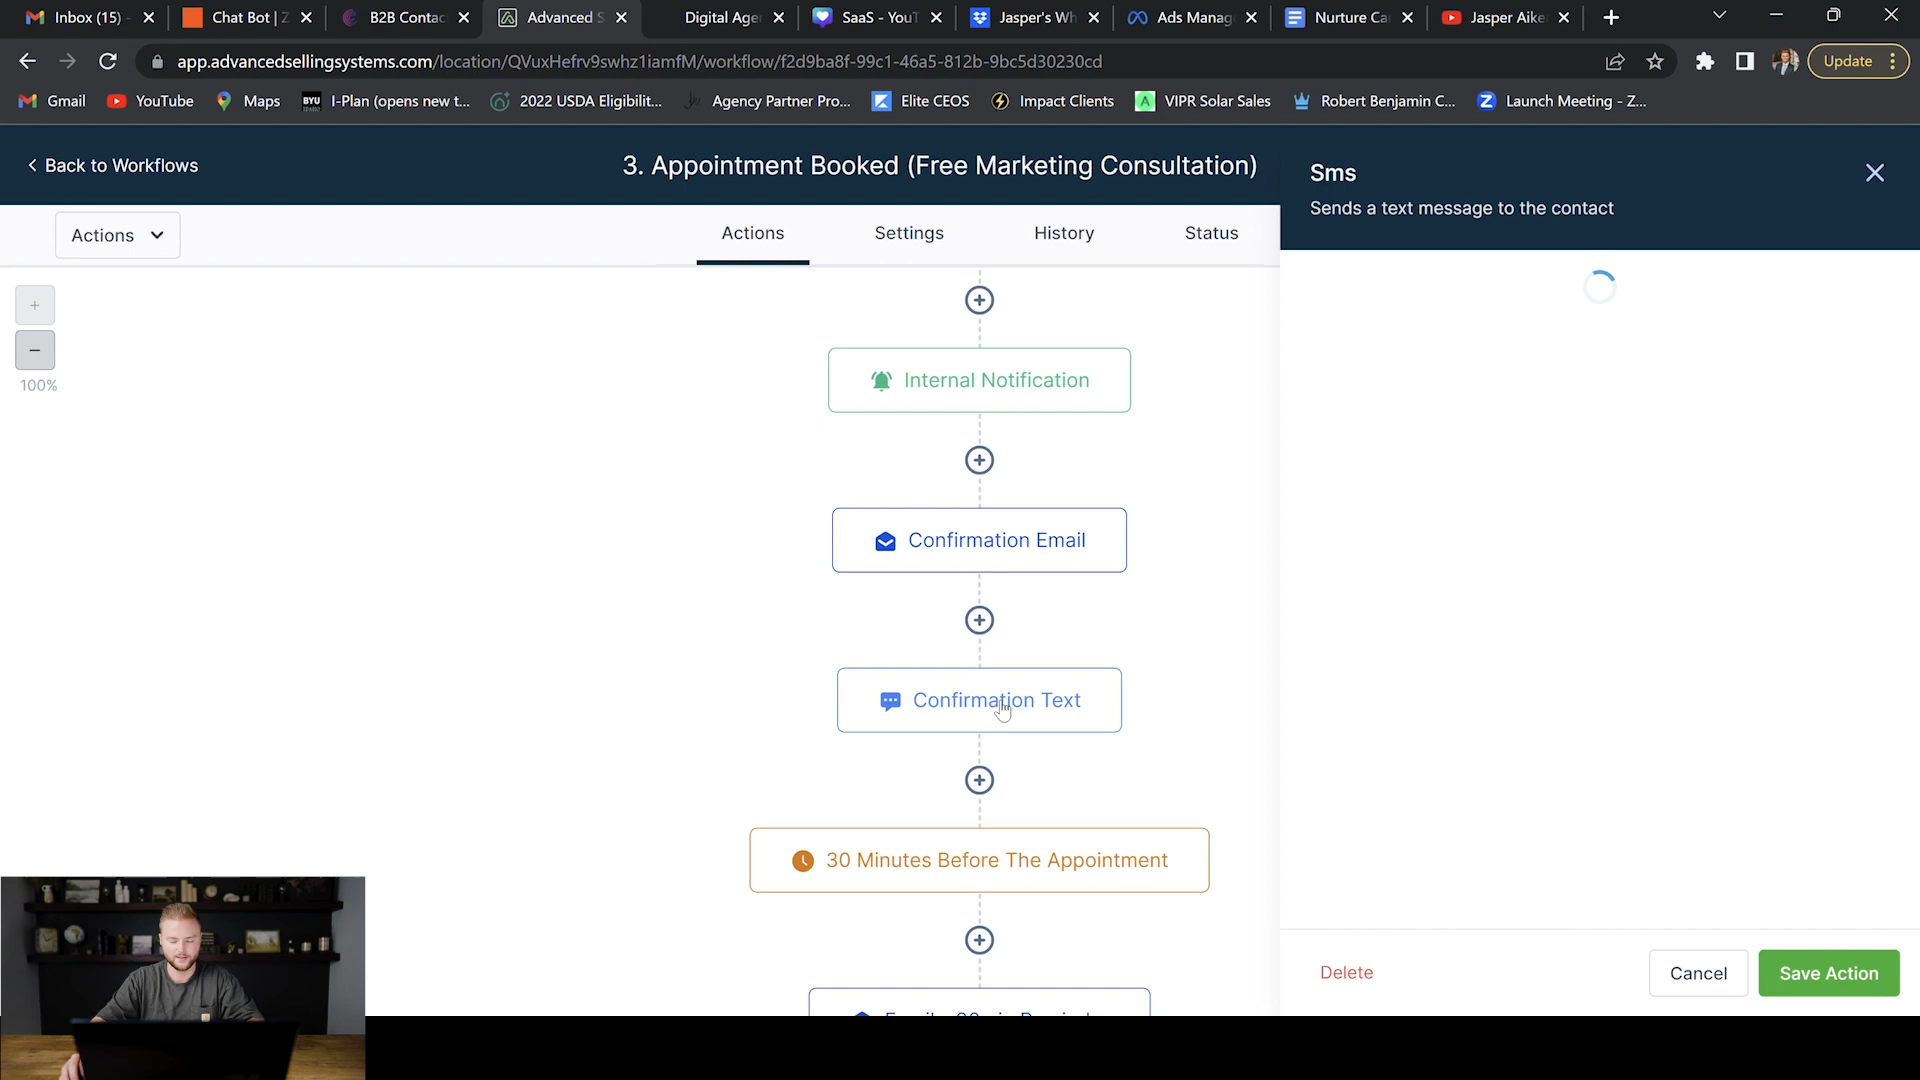 Inbox (15) -
Chat Bot | Z
B2B Contac
Advanced S
Digital Age
SaaS - YouT
Jasper's Wh
Ads Manag
Nurture Ca
Jasper Aike
app.advancedsellingsystems.com/location/QVuxHefrv9swhz1iamfM/workflow/f2d9ba8f-99c1-46a5-812b-9bc5d30230cd
Update
Gmail
YouTube
Maps
BYU
I-Plan (opens new t...
2022 USDA Eligibilit...
Agency Partner Pro...
Elite CEOS
Impact Clients
VIPR Solar Sales
Robert Benjamin C...
Launch Meeting - Z...
Back to Workflows
3. Appointment Booked (Free Marketing Consultation)
Sms
Sends a text message to the contact
Actions
Actions
Settings
History
Status
100%
Internal Notification
Confirmation Email
Confirmation Text
30 Minutes Before The Appointment
Delete
Cancel
Save Action